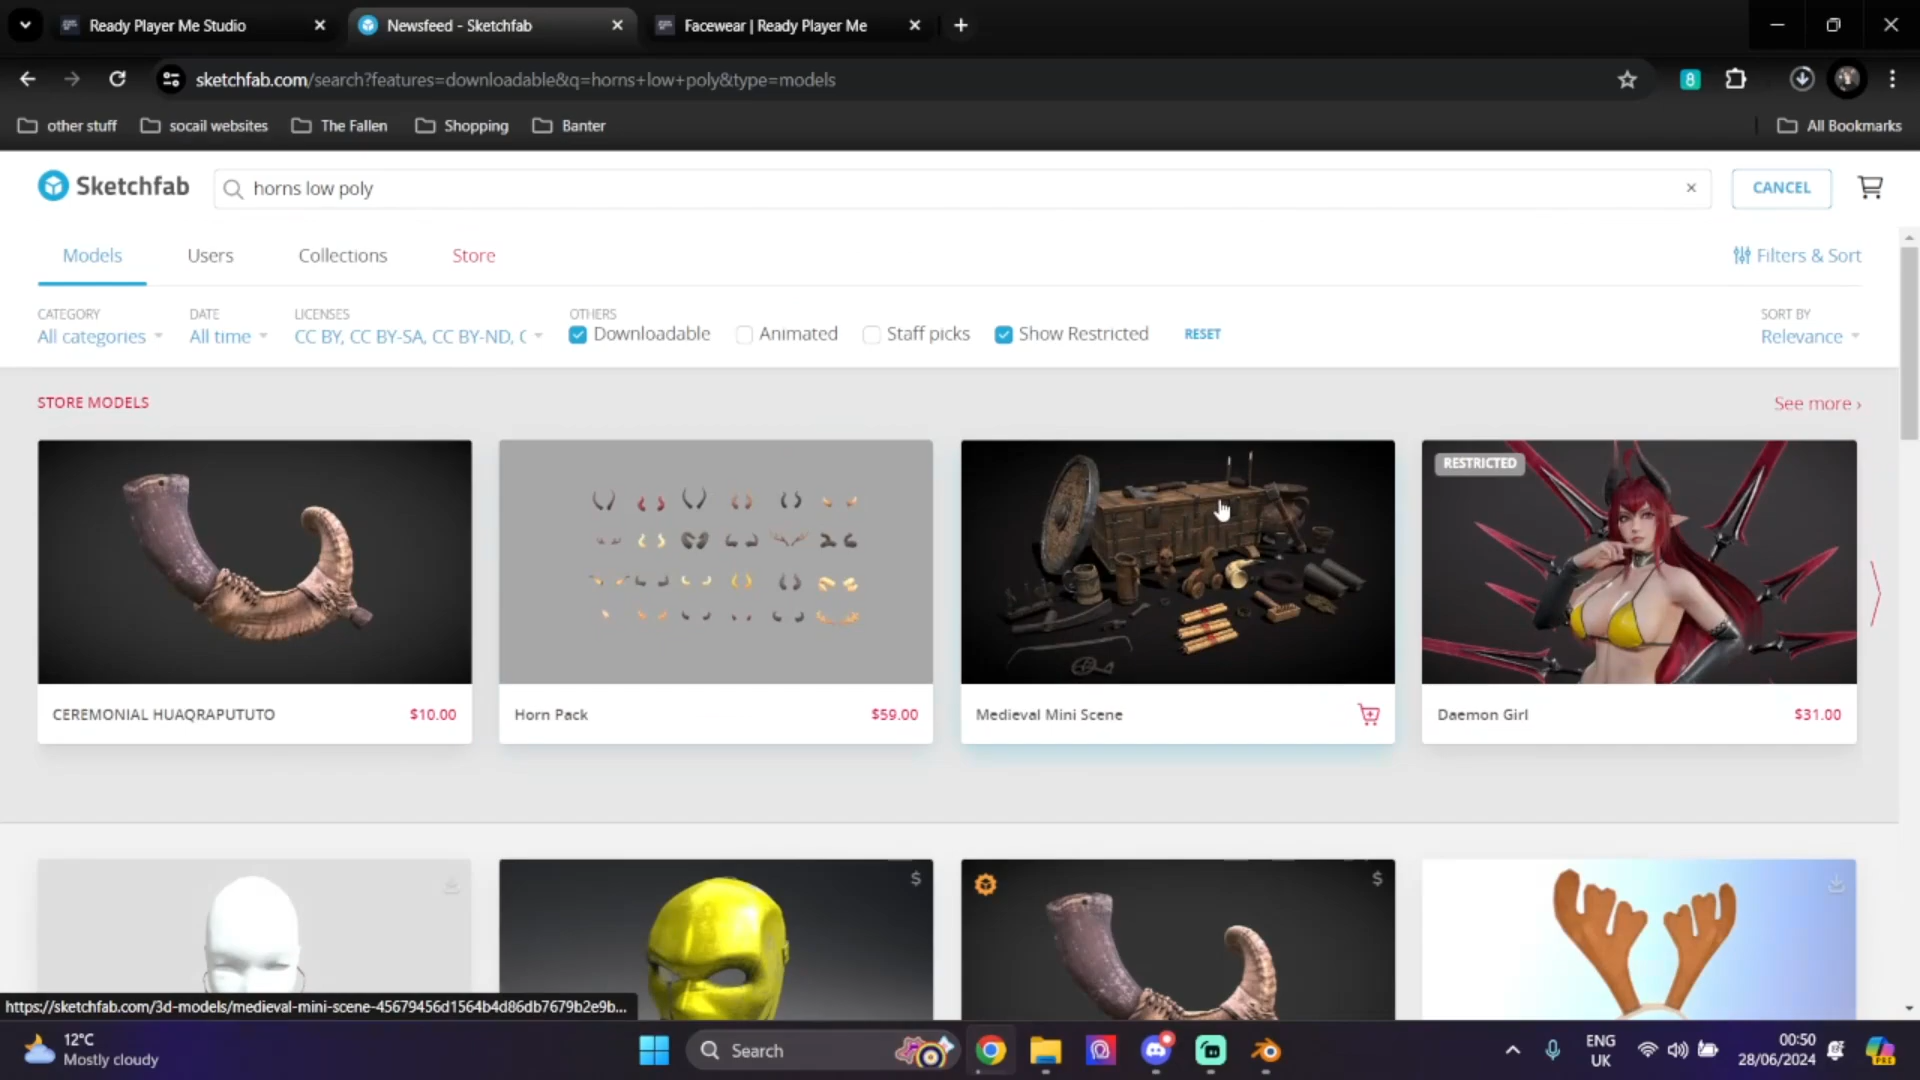 Ready Player Me Studio
Newsfeed - Sketchfab
Facewear | Ready Player Me
sketchfab.com/search?features=downloadable&q=horns+low+poly&type=models
8
other stuff
socail websites
The Fallen
Shopping
Banter
All Bookmarks
Sketchfab
horns low poly
CANCEL
Models
Users
Collections
Store
Filters & Sort
CATEGORY
All categories
DATE
All time
LICENSES
CC BY, CC BY-SA, CC BY-ND, C
OTHERS
Downloadable
Animated
Staff picks
Show Restricted
RESET
SORT BY
Relevance
STORE MODELS
See more ›
RESTRICTED
CEREMONIAL HUAQRAPUTUTO
$10.00
Horn Pack
$59.00
Medieval Mini Scene
Daemon Girl
$31.00
$
$
https://sketchfab.com/3d-models/medieval-mini-scene-45679456d1564b4d86db7679b2e9b...
12°C
Mostly cloudy
Search
ENG
UK
00:50
28/06/2024
PRE